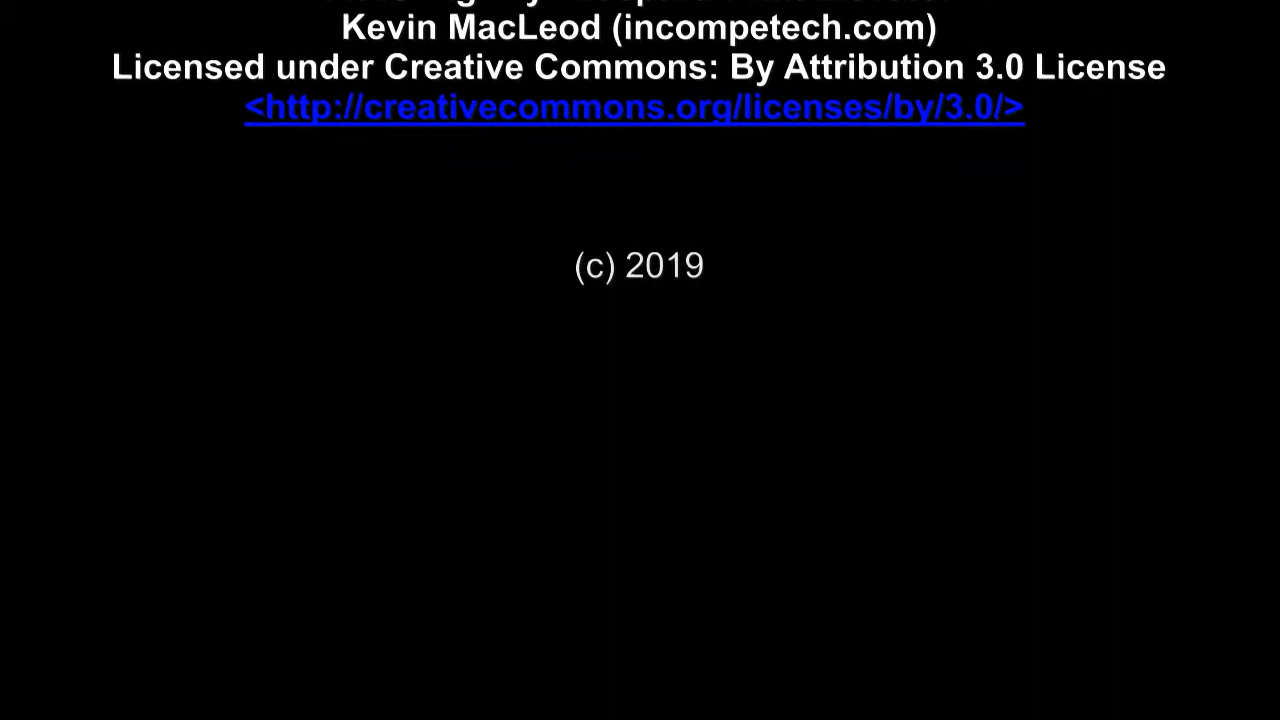 Kevin MacLeod (incompetech.com)
Licensed under Creative Commons: By Attribution 3.0 License
<http://creativecommons.org/licenses/by/3.0/>
(c) 2019